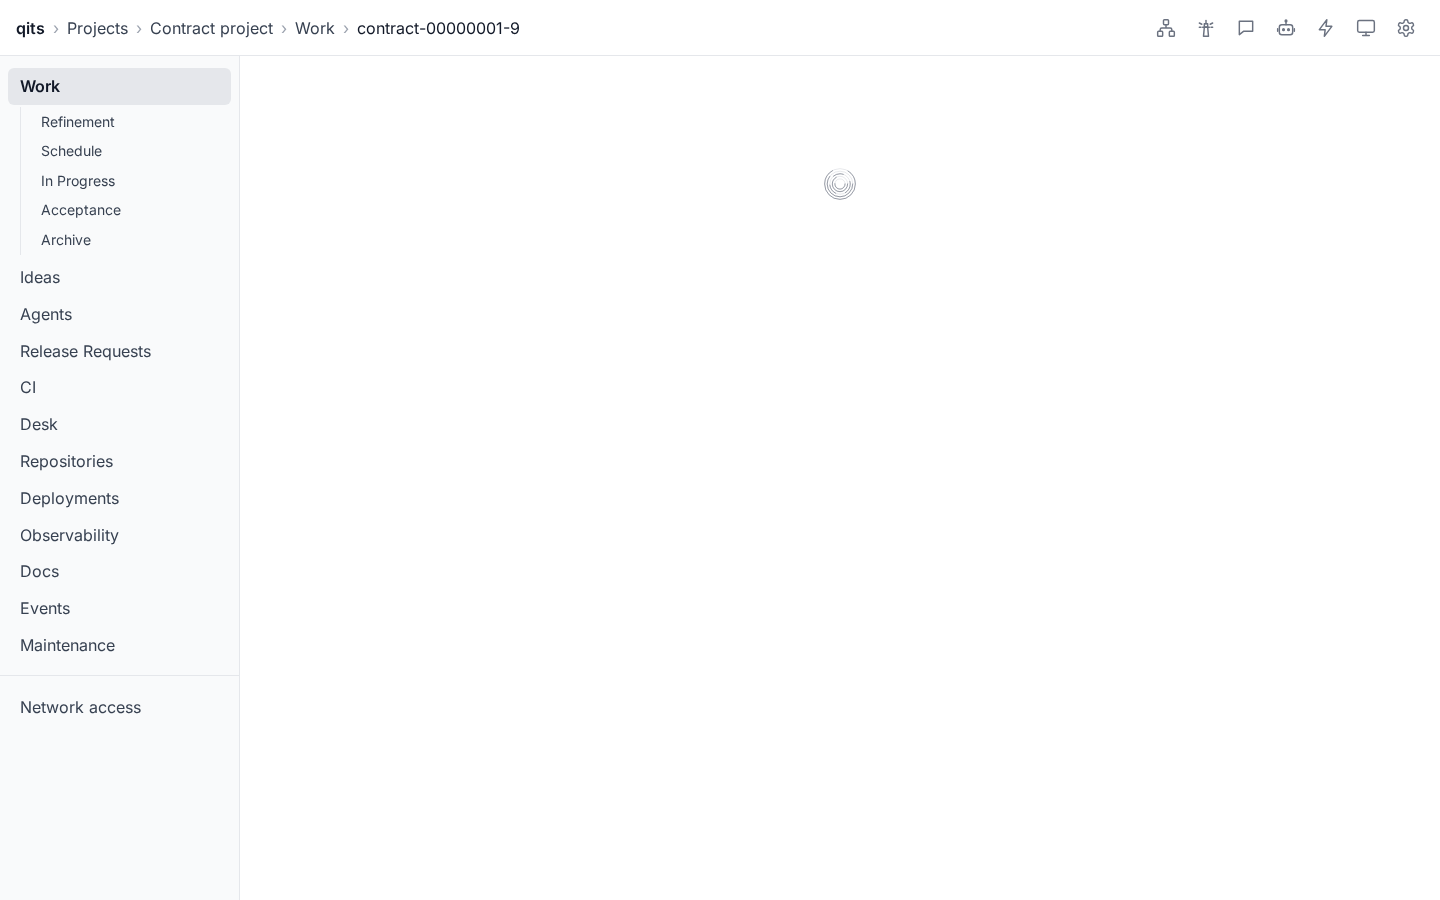 qits › Projects › Contract project › Work › contract-00000001-9
Work
Refinement
Schedule
In Progress
Acceptance
Archive
Ideas
Agents
Release Requests
CI
Desk
Repositories
Deployments
Observability
Docs
Events
Maintenance
Network access